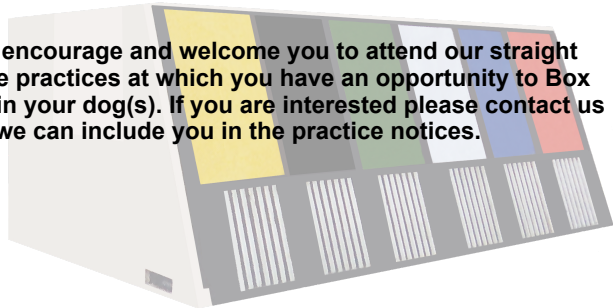 encourage and welcome you to attend our straight
e practices at which you have an opportunity to Box
in your dog(s). If you are interested please contact us
we can include you in the practice notices.